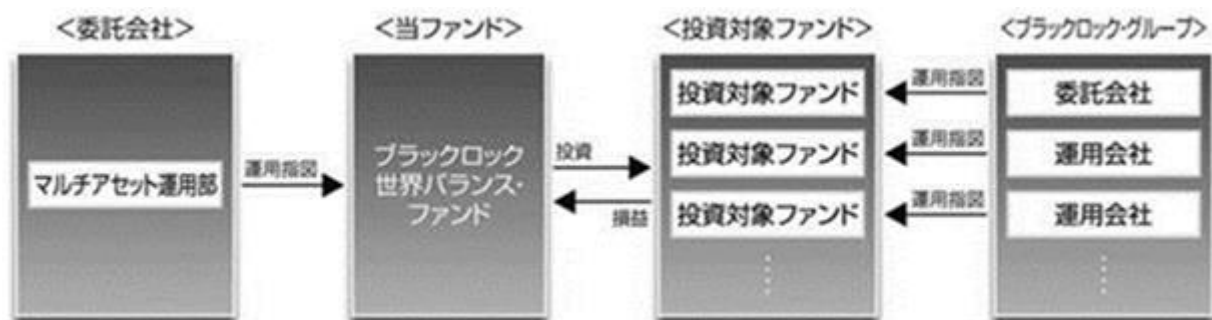 <委託会社>
<当ファンド>
<投資対象ファンド>
<ブラックロック・グループ>
マルチアセット運用部
運用指図
ブラックロック
世界バランス・
ファンド
投資
損益
投資対象ファンド
運用指図
委託会社
投資対象ファンド
運用指図
運用会社
投資対象ファンド
運用指図
運用会社